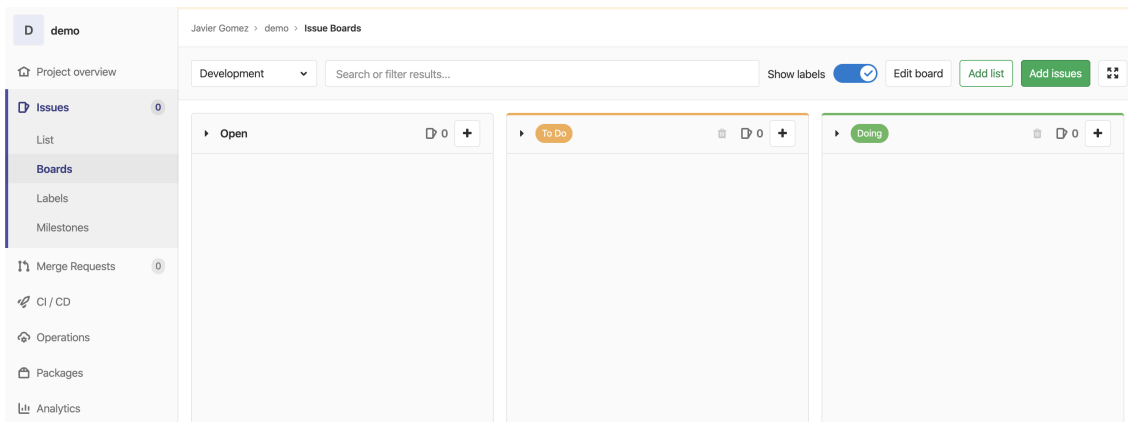 D demo
Javier Gomez > demo > Issue Boards
Project overview
Development
Search or filter results...
Show labels
Edit board
Add list
Add issues
Issues 0
List
Boards
Labels
Milestones
Merge Requests 0
CI / CD
Operations
Packages
Analytics
Open 0 +
To Do 0 +
Doing 0 +